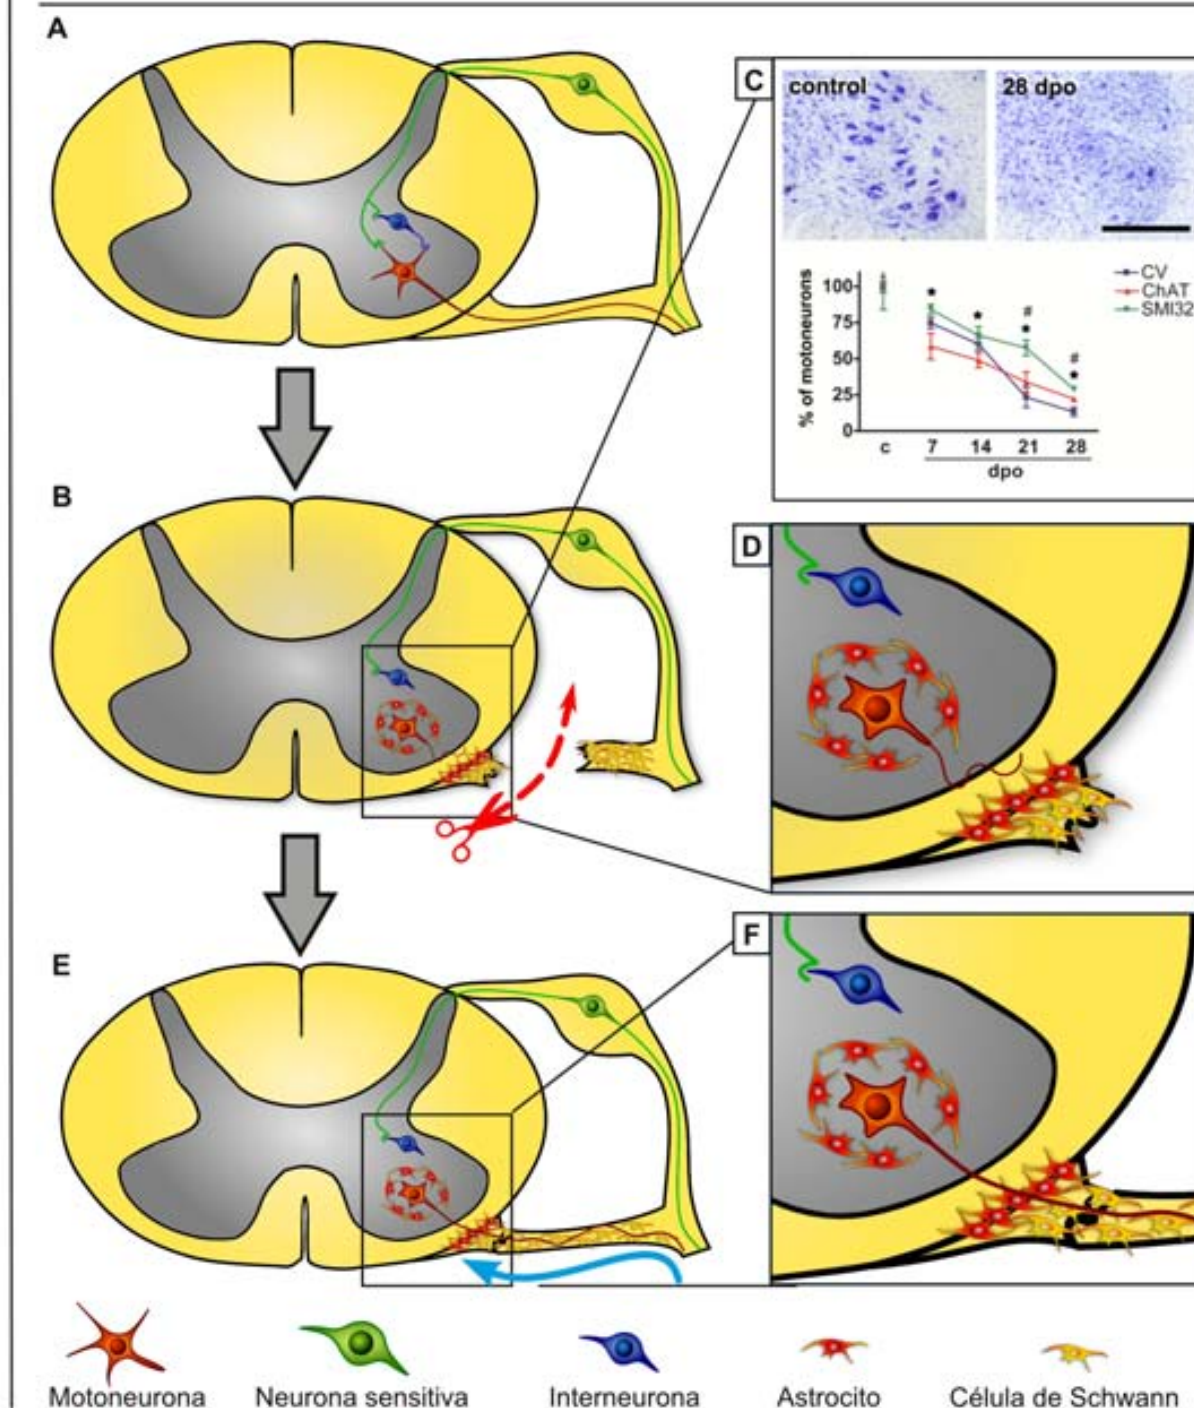 A
C
control
28 dpo
% of motoneurons
100
75
50
25
0
*
*
#
*
#
*
CV
ChAT
SMI32
c
7
14
21
28
dpo
B
D
E
F
Motoneurona
Neurona sensitiva
Interneurona
Astrocito
Célula de Schwann